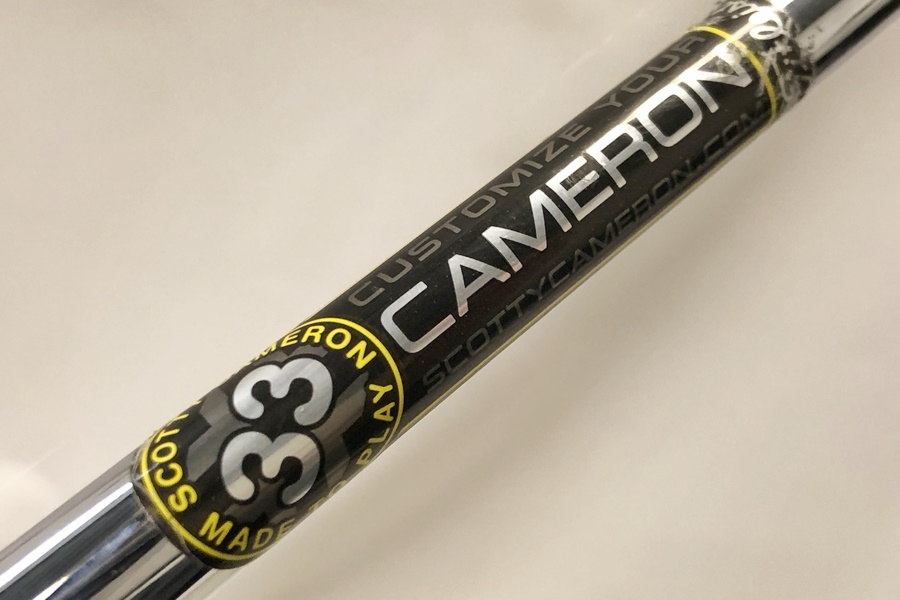 CUSTOMIZE YOUR
CAMERON
SCOTTYCAMERON.COM
SCOTTY CAMERON
33
MADE TO PLAY